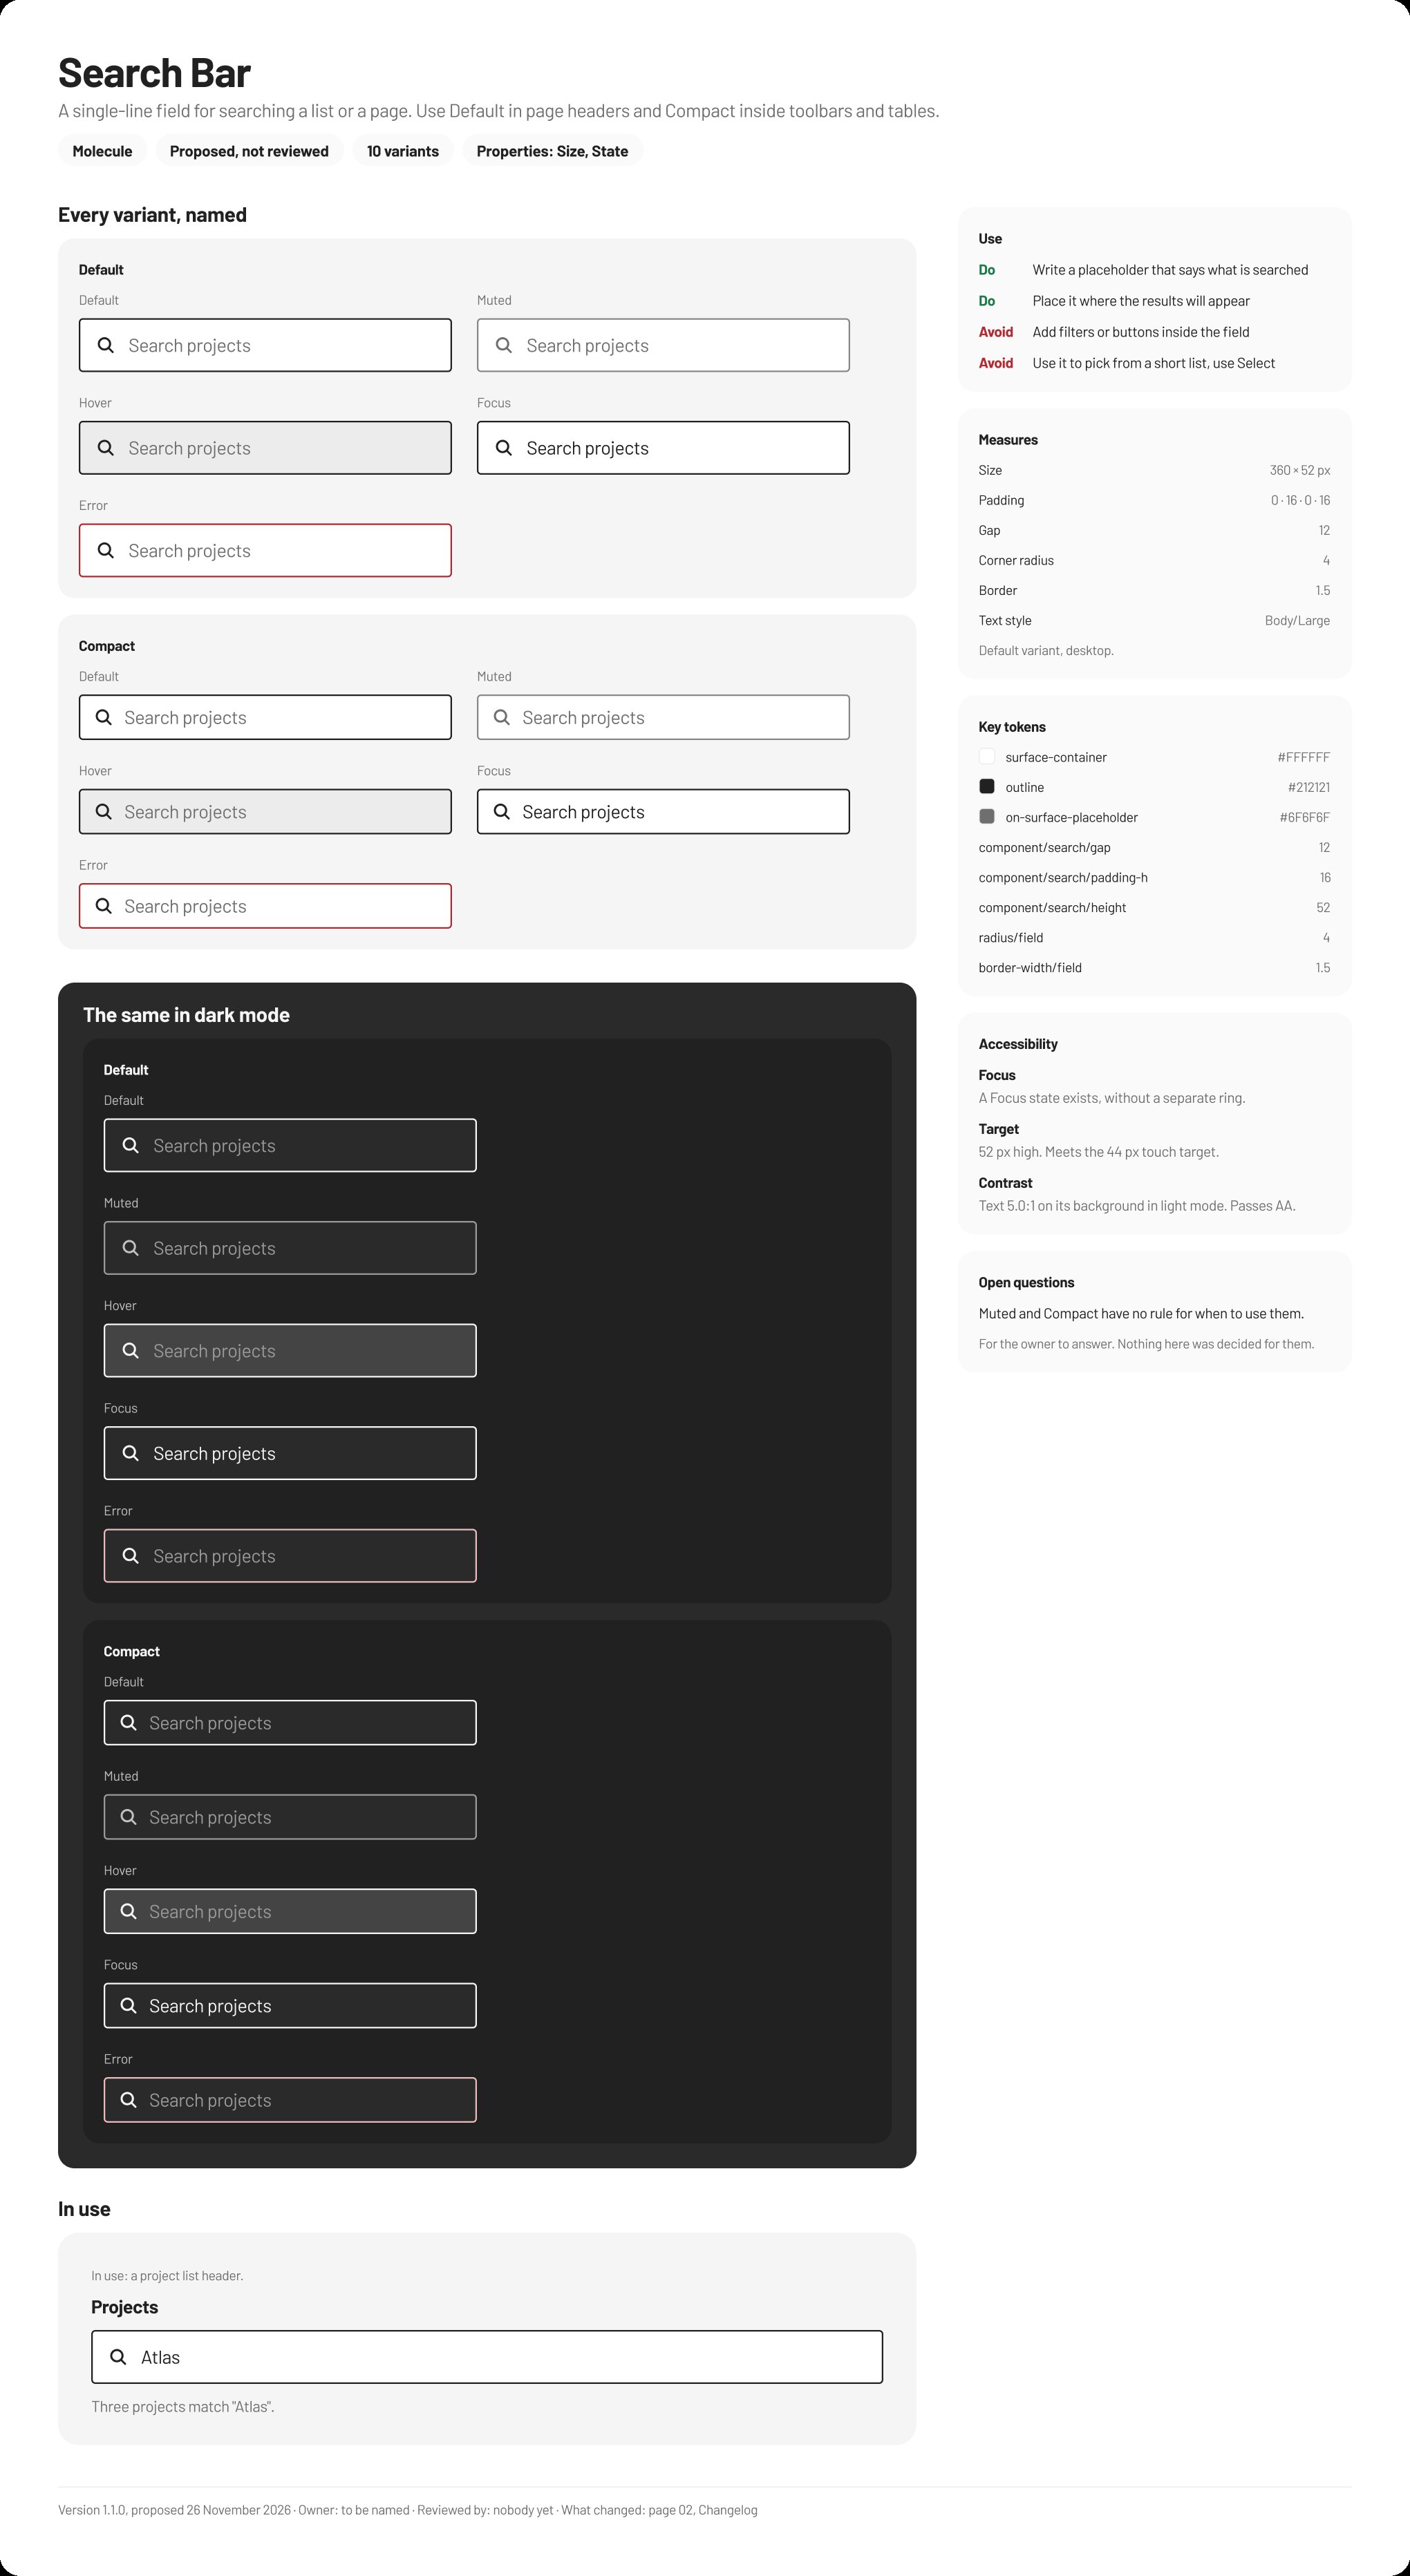 Search Bar
A single-line field for searching a list or a page. Use Default in page headers and Compact inside toolbars and tables.
Molecule
Proposed, not reviewed
10 variants
Properties: Size, State
Every variant, named
Default
Default
Muted
Search projects
Search projects
Hover
Focus
Search projects
Search projects
Error
Search projects
Compact
Default
Muted
Search projects
Search projects
Hover
Focus
Search projects
Search projects
Error
Search projects
The same in dark mode
Default
Default
Search projects
Muted
Search projects
Hover
Search projects
Focus
Search projects
Error
Search projects
Compact
Default
Search projects
Muted
Search projects
Hover
Search projects
Focus
Search projects
Error
Search projects
In use
In use: a project list header.
Projects
Atlas
Three projects match "Atlas".
Use
Do Write a placeholder that says what is searched
Do Place it where the results will appear
Avoid Add filters or buttons inside the field
Avoid Use it to pick from a short list, use Select
Measures
Size 360 × 52 px
Padding 0 · 16 · 0 · 16
Gap 12
Corner radius 4
Border 1.5
Text style Body/Large
Default variant, desktop.
Key tokens
surface-container #FFFFFF
outline #212121
on-surface-placeholder #6F6F6F
component/search/gap 12
component/search/padding-h 16
component/search/height 52
radius/field 4
border-width/field 1.5
Accessibility
Focus
A Focus state exists, without a separate ring.
Target
52 px high. Meets the 44 px touch target.
Contrast
Text 5.0:1 on its background in light mode. Passes AA.
Open questions
Muted and Compact have no rule for when to use them.
For the owner to answer. Nothing here was decided for them.
Version 1.1.0, proposed 26 November 2026 · Owner: to be named · Reviewed by: nobody yet · What changed: page 02, Changelog